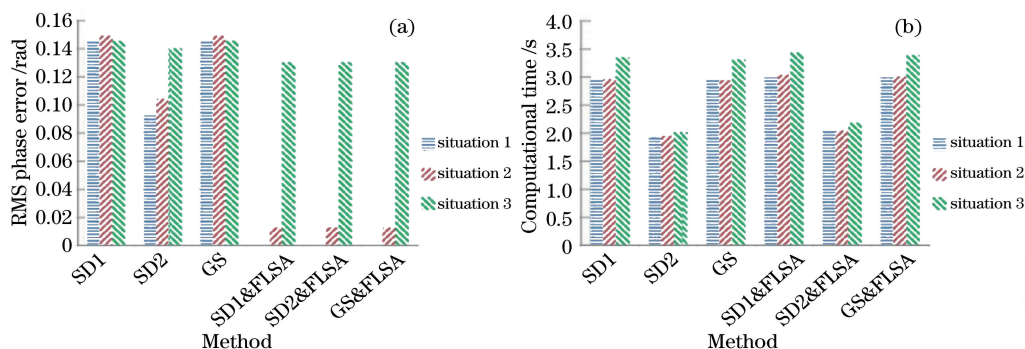 (a)
RMS phase error /rad
0.16
0.14
0.12
0.10
0.08
0.06
0.04
0.02
0
SD1
SD2
GS
SD1&FLSA
SD2&FLSA
GS&FLSA
Method
situation 1
situation 2
situation 3
(b)
Computational time /s
4.0
3.5
3.0
2.5
2.0
1.5
1.0
0.5
0
SD1
SD2
GS
SD1&FLSA
SD2&FLSA
GS&FLSA
Method
situation 1
situation 2
situation 3